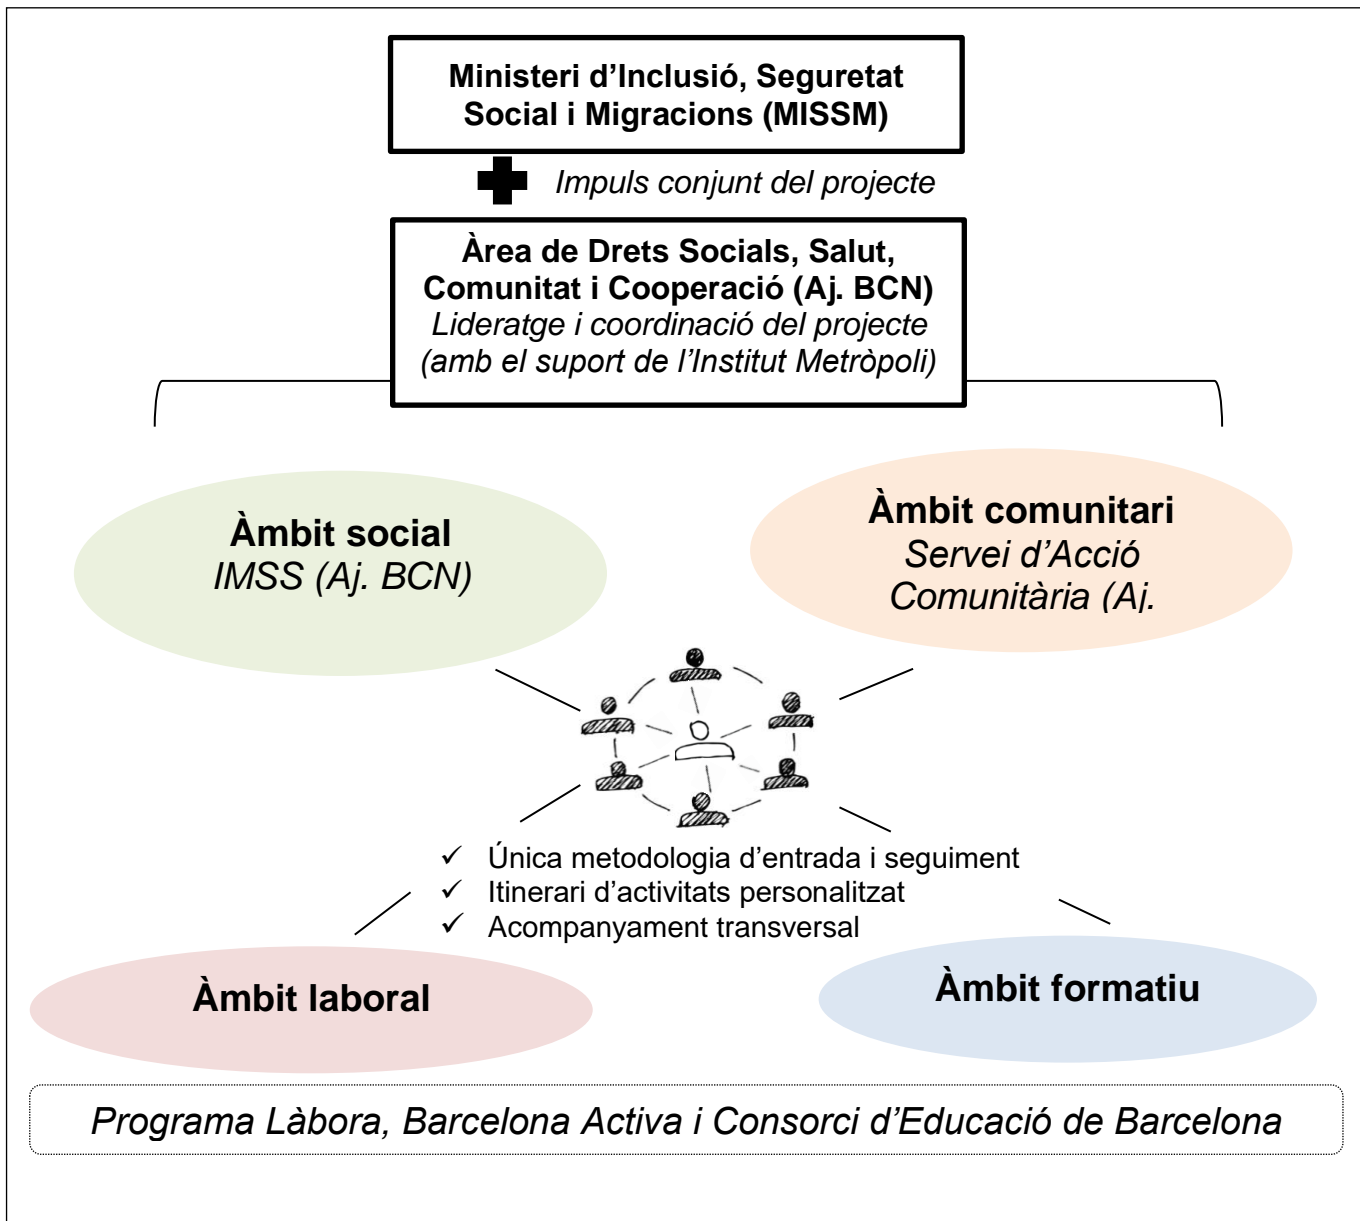 Ministeri d’Inclusió, Seguretat
Social i Migracions (MISSM)
Impuls conjunt del projecte
Àrea de Drets Socials, Salut,
Comunitat i Cooperació (Aj. BCN)
Lideratge i coordinació del projecte
(amb el suport de l’Institut Metròpoli)
Àmbit social
IMSS (Aj. BCN)
Àmbit comunitari
Servei d’Acció
Comunitària (Aj.
✓ Única metodologia d’entrada i seguiment
✓ Itinerari d’activitats personalitzat
✓ Acompanyament transversal
Àmbit laboral
Àmbit formatiu
Programa Làbora, Barcelona Activa i Consorci d’Educació de Barcelona